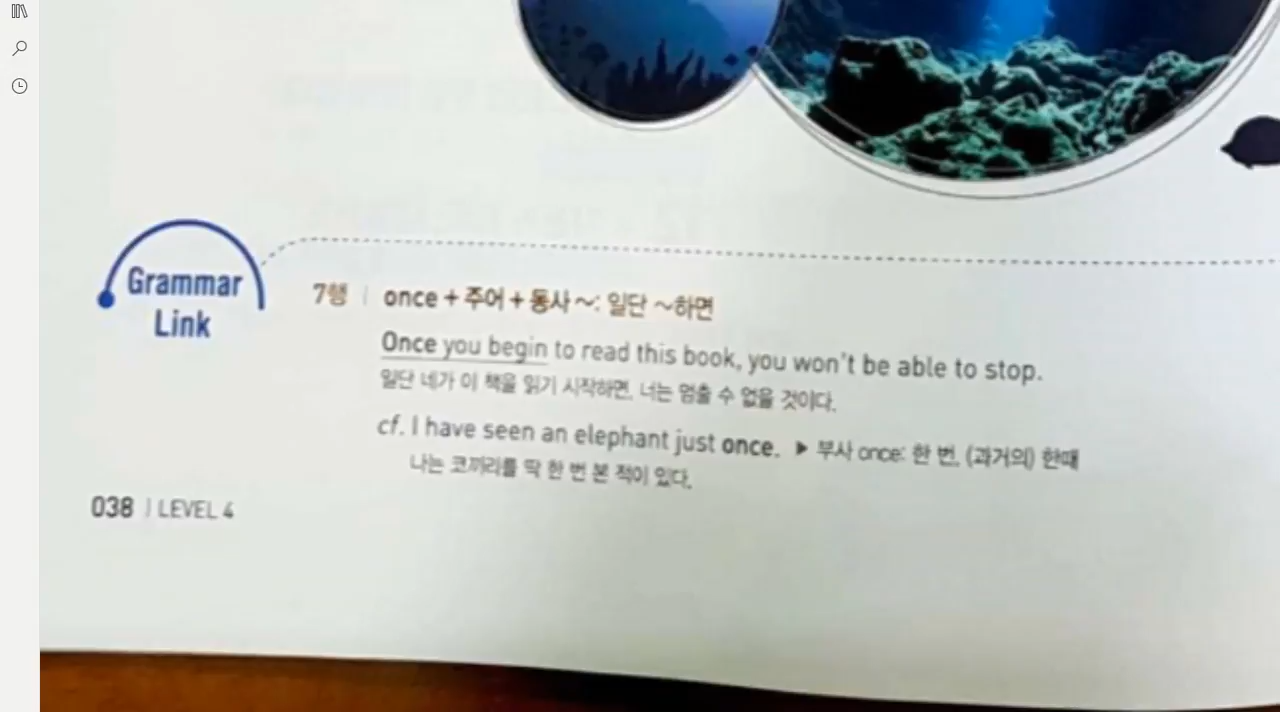 Grammar
Link
7행 | once + 주어 + 동사 ~: 일단 ~하면
Once you begin to read this book, you won't be able to stop.
일단 네가 이 책을 읽기 시작하면, 너는 멈출 수 없을 것이다.
cf. I have seen an elephant just once. ▶ 부사 once: 한 번, (과거의) 한때
나는 코끼리를 딱 한 번 본 적이 있다.
038 | LEVEL 4